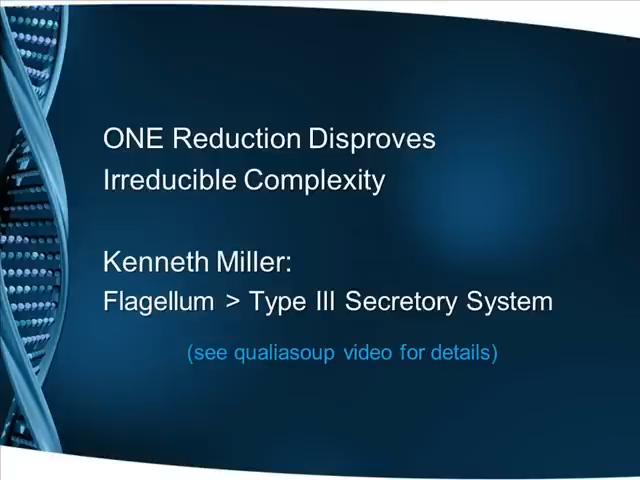 ONE Reduction Disproves
Irreducible Complexity
Kenneth Miller:
Flagellum > Type III Secretory System
(see qualiasoup video for details)